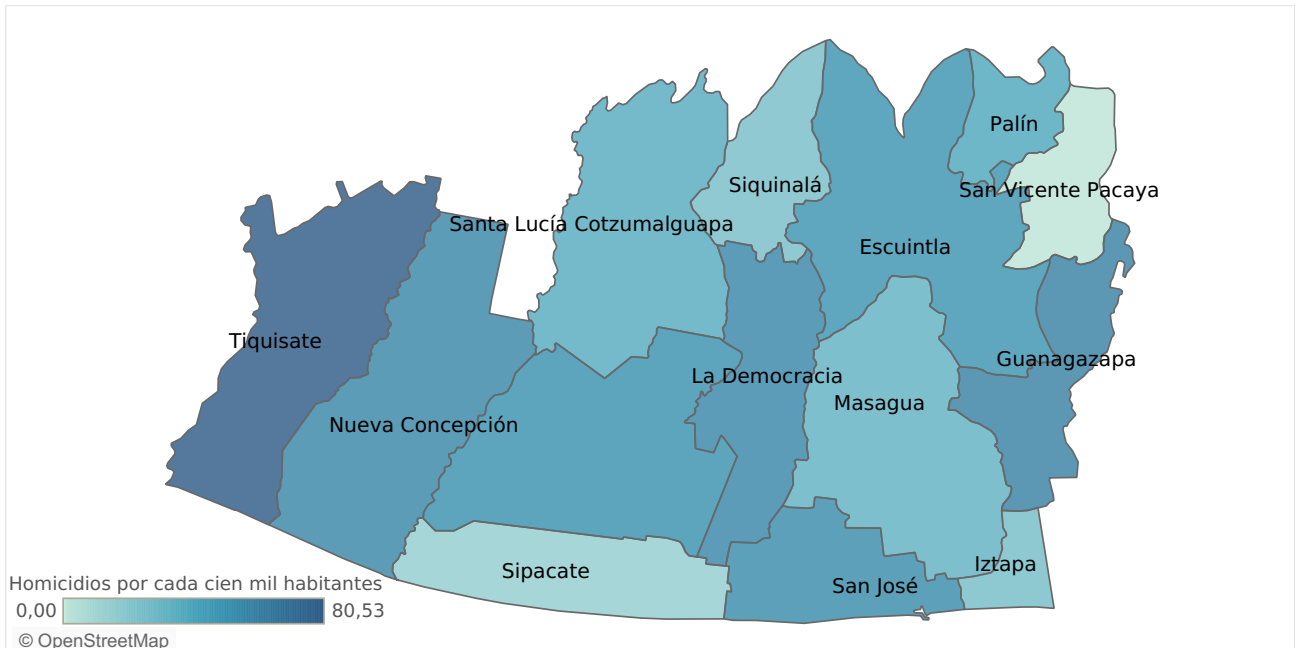 Palín
Siquinalá
San Vicente Pacaya
Santa Lucía Cotzumalguapa
Escuintla
Tiquisate
Guanagazapa
La Democracia
Masagua
Nueva Concepción
Iztapa
Sipacate
San José
Homicidios por cada cien mil habitantes
0,00 80,53
© OpenStreetMap